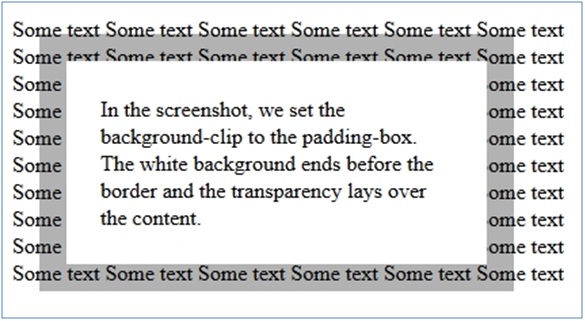 Some text Some text Some text Some text Some text Some text
Some text Some text Some text Some text Some text Some text
Some ome text
Some ome text
Some ome text
Some ome text
Some ome text
Some ome text
Some ome text
Some text Some text Some text Some text Some text Some text
In the screenshot, we set the
background-clip to the padding-box.
The white background ends before the
border and the transparency lays over
the content.